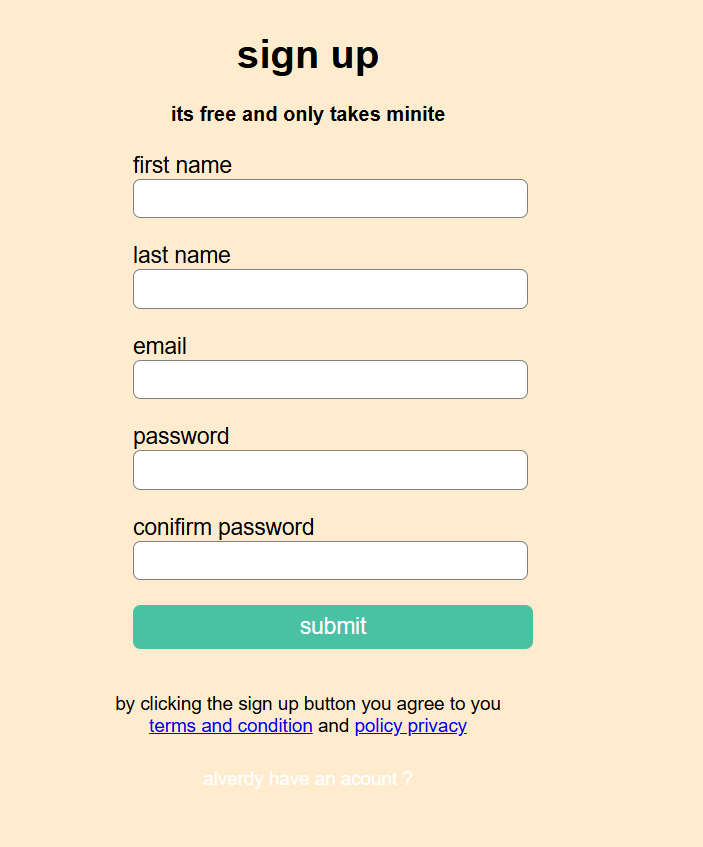 sign up
its free and only takes minite
first name
last name
email
password
conifirm password
submit
by clicking the sign up button you agree to you
terms and condition and policy privacy
alverdy have an acount ?